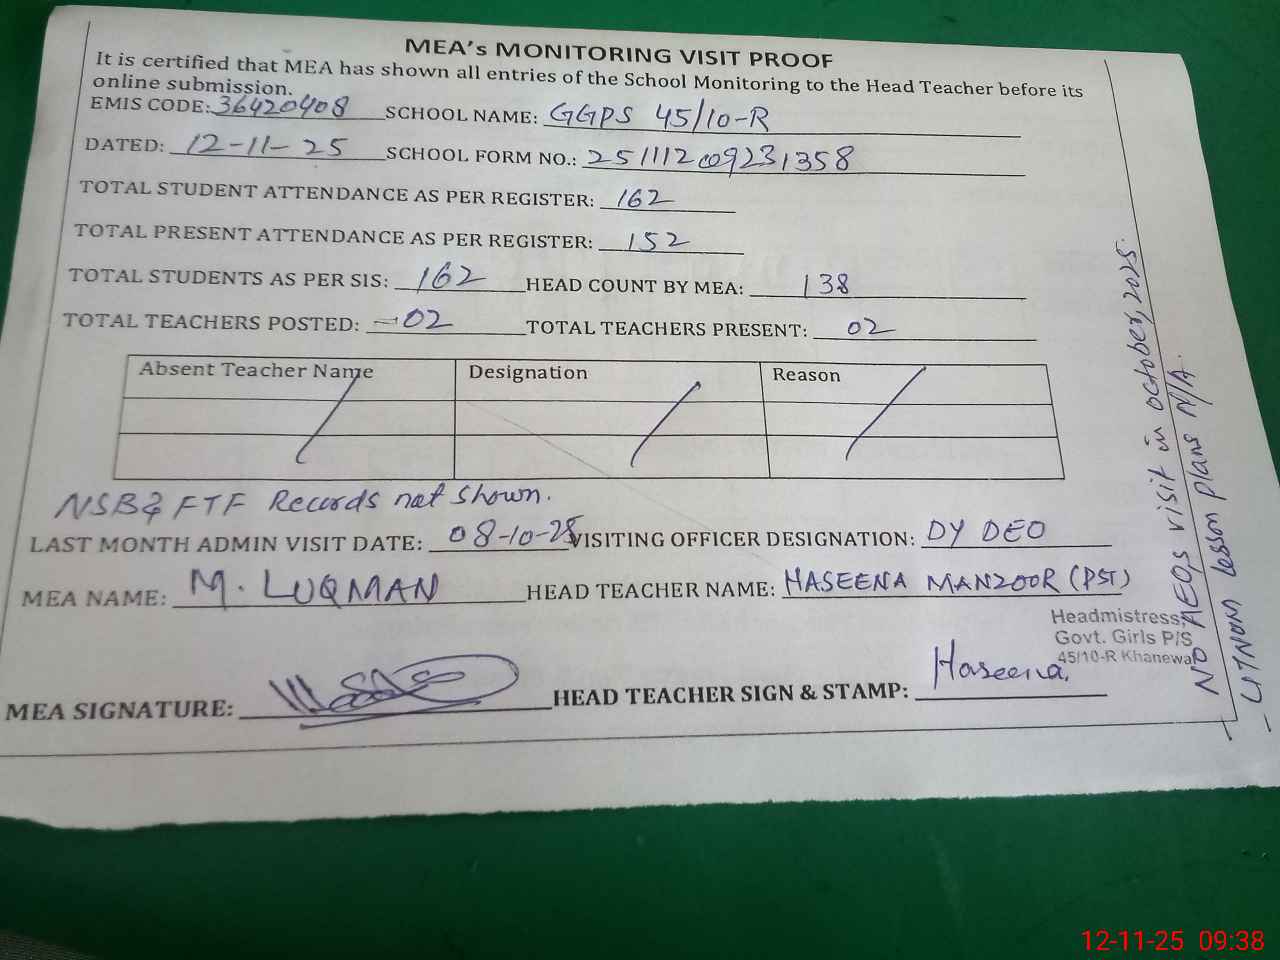 MEA's MONITORING VISIT PROOF
It is certified that MEA has shown all entries of the School Monitoring to the Head Teacher before its
online submission.
EMIS CODE: 36420408 SCHOOL NAME: GGPS 45/10-R
DATED: 12-11-25 SCHOOL FORM NO.: 251112009231358
TOTAL STUDENT ATTENDANCE AS PER REGISTER: 162
TOTAL PRESENT ATTENDANCE AS PER REGISTER: 152
TOTAL STUDENTS AS PER SIS: 162 HEAD COUNT BY MEA: 138
TOTAL TEACHERS POSTED: 02 TOTAL TEACHERS PRESENT: 02
Absent Teacher Name Designation Reason
NSB & FTF Records not shown.
LAST MONTH ADMIN VISIT DATE: 08-10-25 VISITING OFFICER DESIGNATION: DY DEO
MEA NAME: M. LUQMAN HEAD TEACHER NAME: HASEENA MANZOOR (PST)
Headmistress,
Govt. Girls P/S
45/10-R Khanewal
MEA SIGNATURE: HEAD TEACHER SIGN & STAMP: Haseena.
- NO AEOs visit in october, 2025.
- LITNUM lesson plans N/A.
12-11-25 09:38